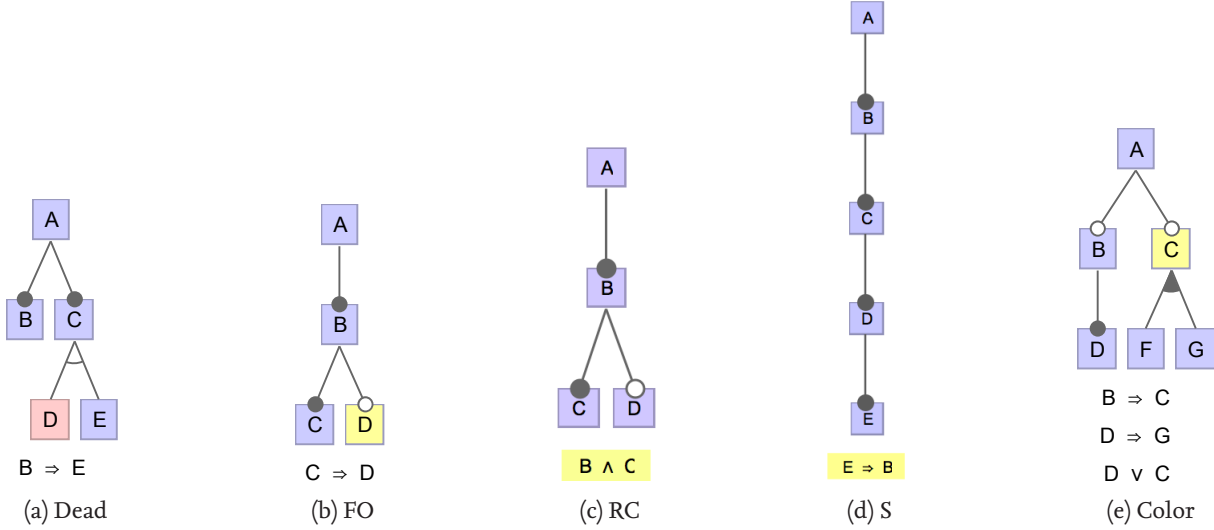 A
B C
D E
B ⇒ E
(a) Dead
A
B
C D
C ⇒ D
(b) FO
A
B
C D
B ∧ C
(c) RC
A
B
C
D
E
E ⇒ B
(d) S
A
B C
D F G
B ⇒ C
D ⇒ G
D ∨ C
(e) Color